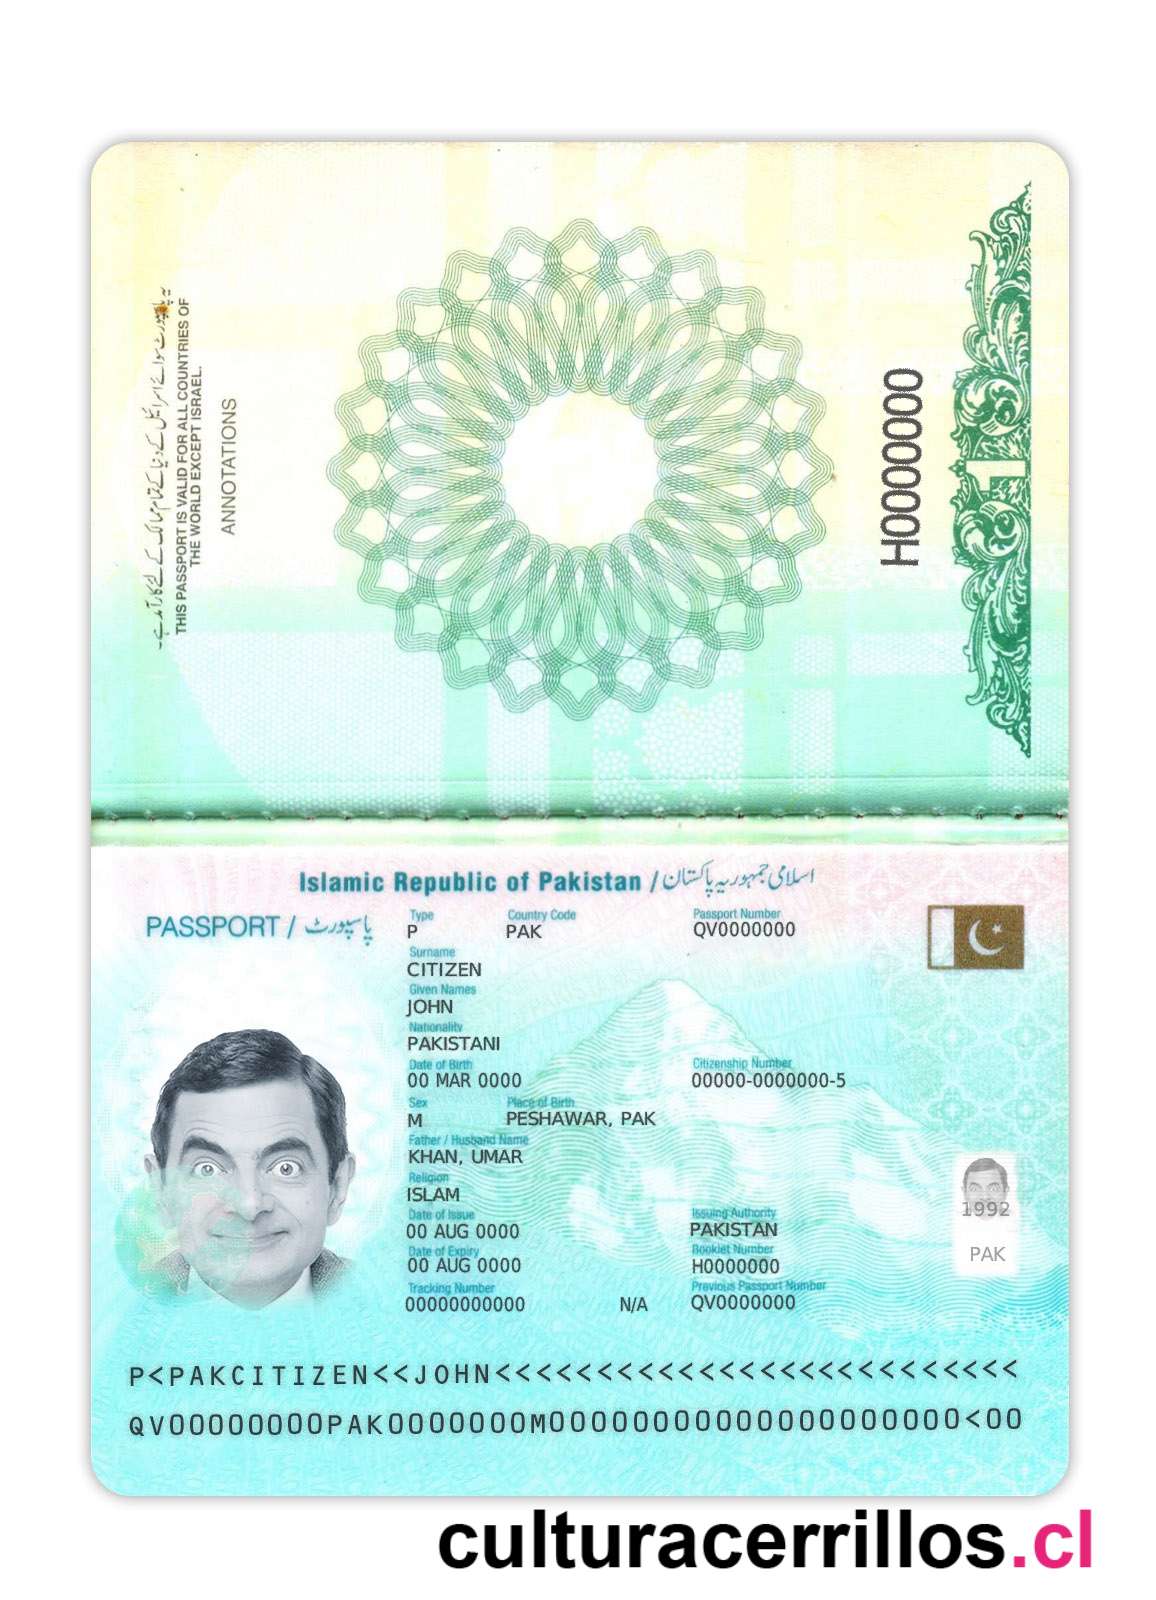 یہ پاسپورٹ سوائے اسرائیل کے دنیا کے تمام ممالک کے لئے کارآمد ہے۔
THIS PASSPORT IS VALID FOR ALL COUNTRIES OF
THE WORLD EXCEPT ISRAEL.
ANNOTATIONS
H0000000
1
Islamic Republic of Pakistan / اسلامی جمہوریہ پاکستان
PASSPORT / پاسپورٹ
Type Country Code Passport Number
P PAK QV0000000
Surname
CITIZEN
Given Names
JOHN
Nationality
PAKISTANI
Date of Birth Citizenship Number
00 MAR 0000 00000-0000000-5
Sex Place of Birth
M PESHAWAR, PAK
Father / Husband Name
KHAN, UMAR
Religion
ISLAM
1992
Date of Issue Issuing Authority
00 AUG 0000 PAKISTAN
Date of Expiry Booklet Number
PAK
00 AUG 0000 H0000000
Tracking Number Previous Passport Number
00000000000 N/A QV0000000
P<PAKCITIZEN<<JOHN<<<<<<<<<<<<<<<<<<<<<<<<<<
QV00000000PAK0000000M00000000000000000000<00
culturacerrillos.cl